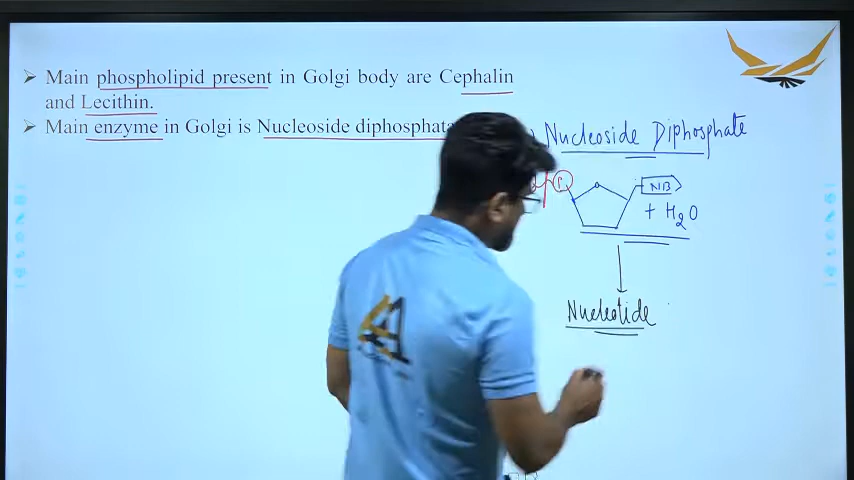 ➢ Main phospholipid present in Golgi body are Cephalin
and Lecithin.
➢ Main enzyme in Golgi is Nucleoside
Nucleoside Diphosphate
P
NB
+ H2O
Nucleotide